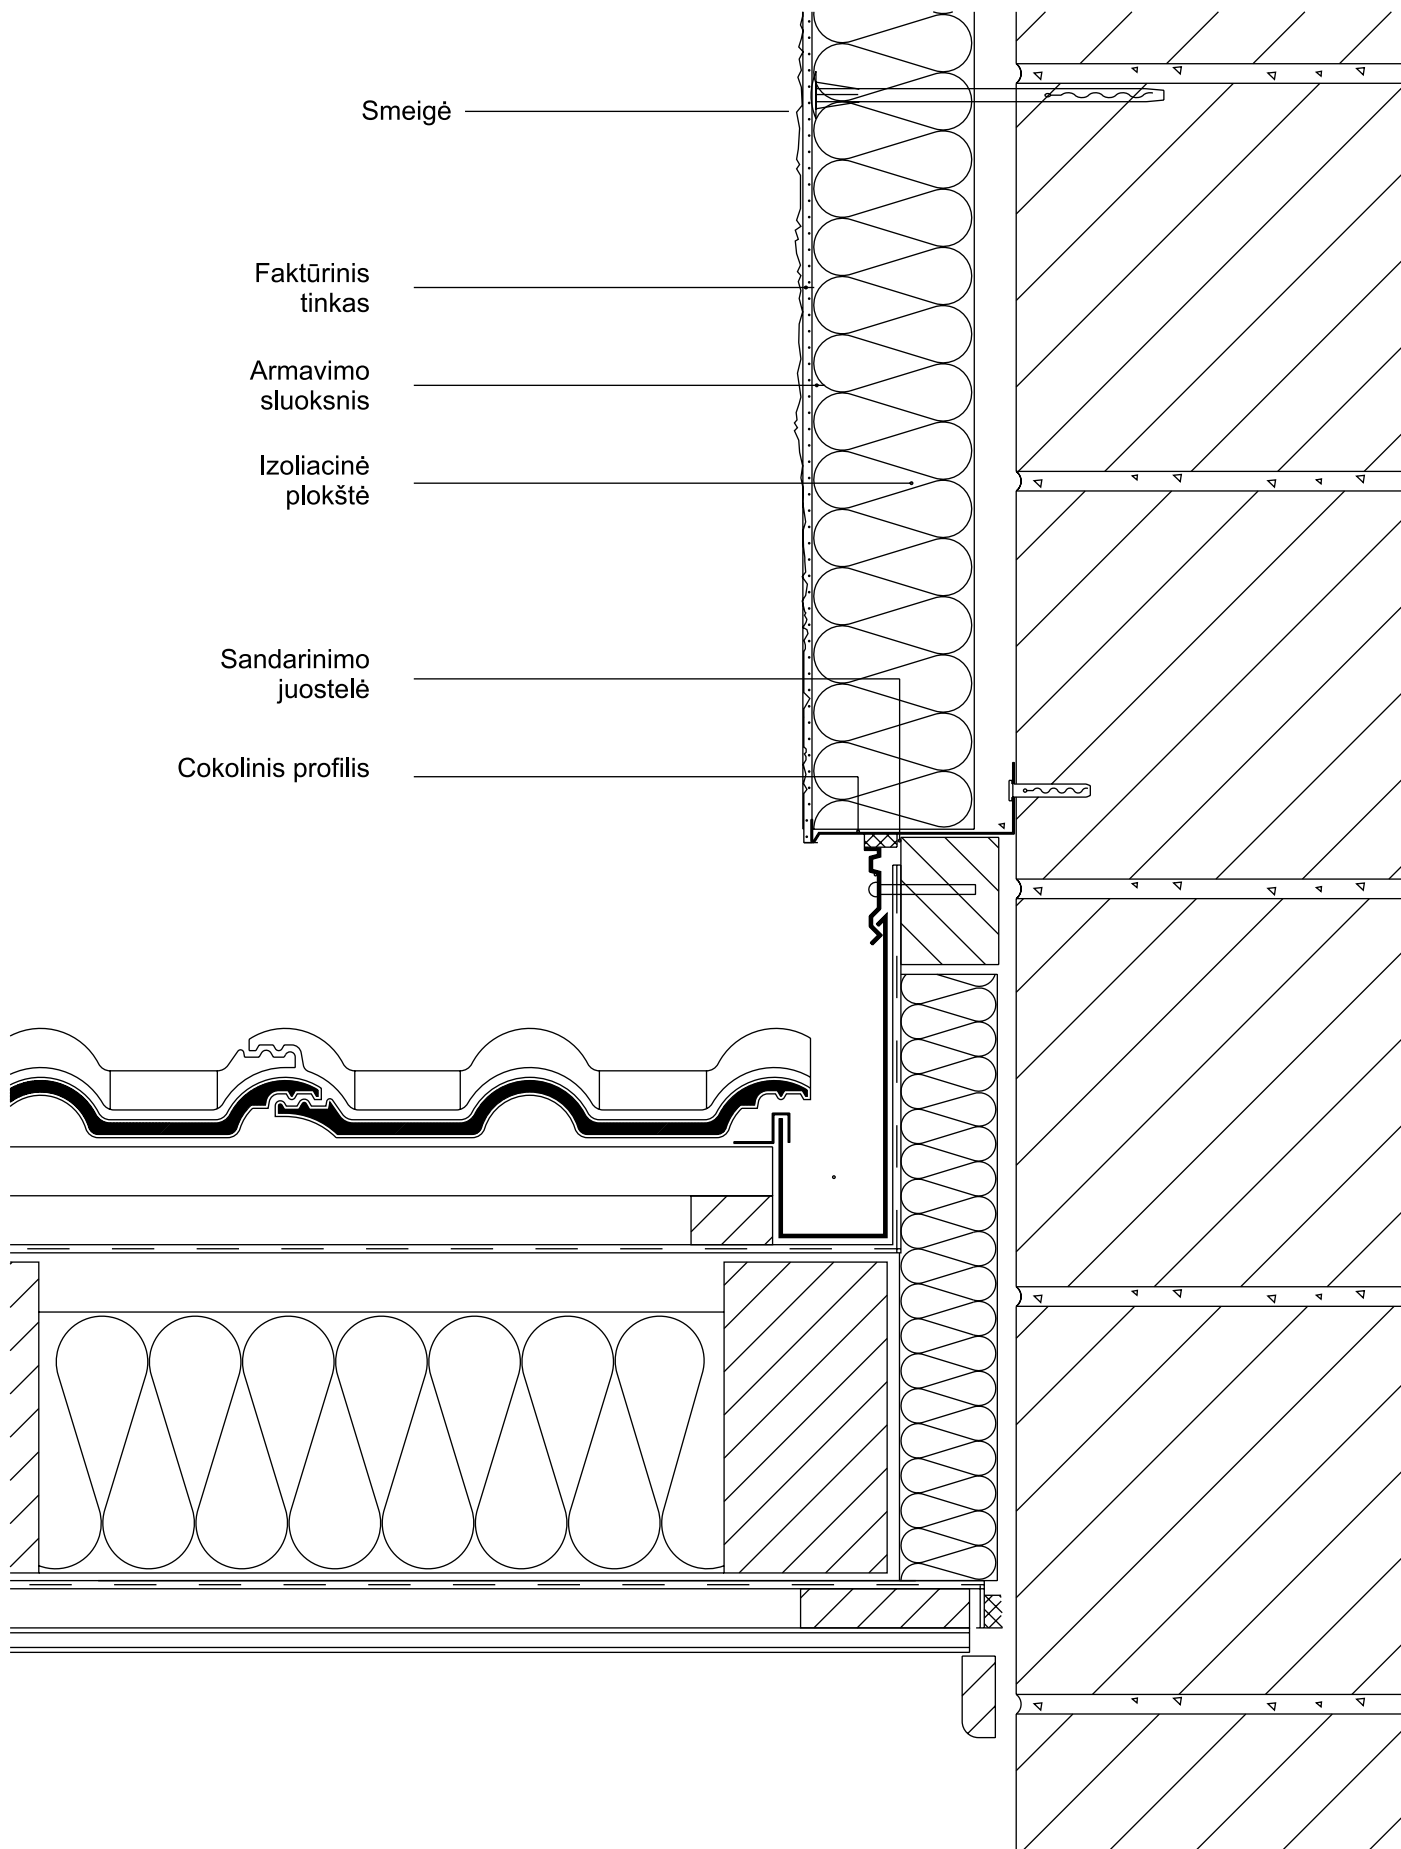 Smeigė
Faktūrinis
tinkas
Armavimo
sluoksnis
Izoliacinė
plokštė
Sandarinimo
juostelė
Cokolinis profilis